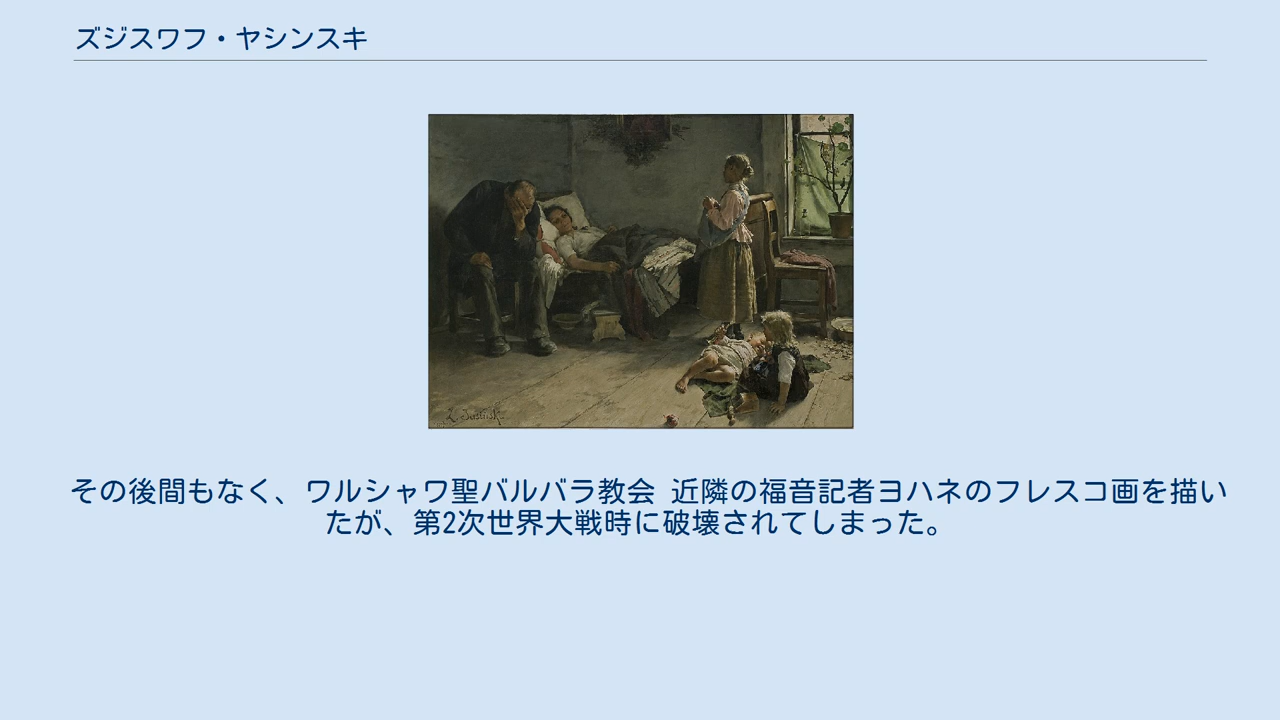 ズジスワフ・ヤシンスキ
その後間もなく、ワルシャワ聖バルバラ教会 近隣の福音記者ヨハネのフレスコ画を描い
たが、第2次世界大戦時に破壊されてしまった。